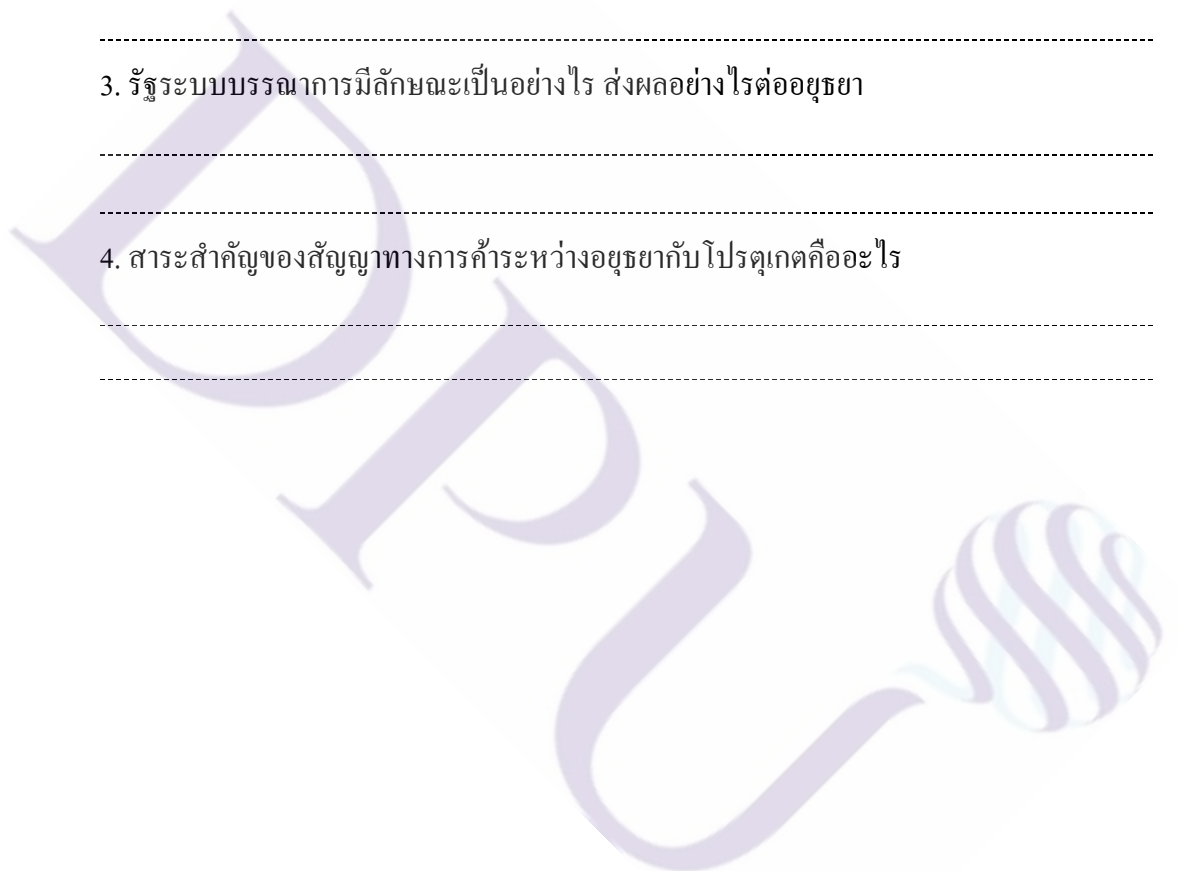 3. รัฐระบบบรรณาการมีลักษณะเป็นอย่างไร ส่งผลอย่างไรต่ออยุธยา
4. สาระสำคัญของสัญญาทางการค้าระหว่างอยุธยากับโปรตุเกตคืออะไร
DPU